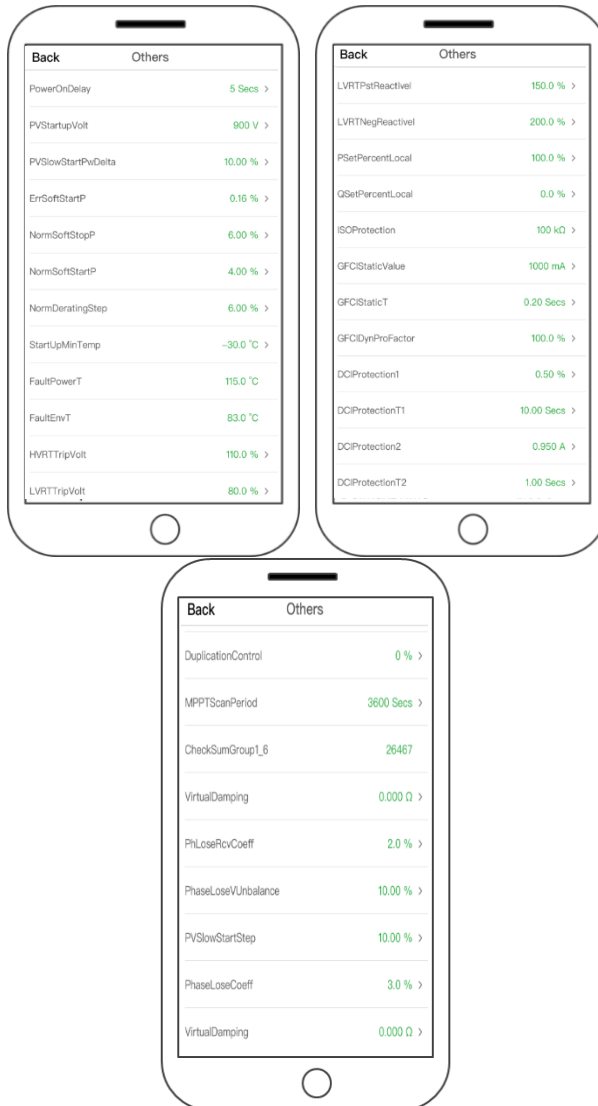 Back Others
PowerOnDelay 5 Secs >
PVStartupVolt 900 V >
PVSlowStartPwDelta 10.00 % >
ErrSoftStartP 0.16 % >
NormSoftStopP 6.00 % >
NormSoftStartP 4.00 % >
NormDeratingStep 6.00 % >
StartUpMinTemp -30.0 °C >
FaultPowerT 115.0 °C
FaultEnvT 83.0 °C
HVRTTripVolt 110.0 % >
LVRTTripVolt 80.0 % >
Back Others
LVRTPstReactiveI 150.0 % >
LVRTNegReactiveI 200.0 % >
PSetPercentLocal 100.0 % >
QSetPercentLocal 0.0 % >
ISOProtection 100 kΩ >
GFCIStaticValue 1000 mA >
GFCIStaticT 0.20 Secs >
GFCIDynProFactor 100.0 % >
DCIProtection1 0.50 % >
DCIProtectionT1 10.00 Secs >
DCIProtection2 0.950 A >
DCIProtectionT2 1.00 Secs >
Back Others
DuplicationControl 0 % >
MPPTScanPeriod 3600 Secs >
CheckSumGroup1_6 26467
VirtualDamping 0.000 Ω >
PhLoseRcvCoeff 2.0 % >
PhaseLoseVUnbalance 10.00 % >
PVSlowStartStep 10.00 % >
PhaseLoseCoeff 3.0 % >
VirtualDamping 0.000 Ω >